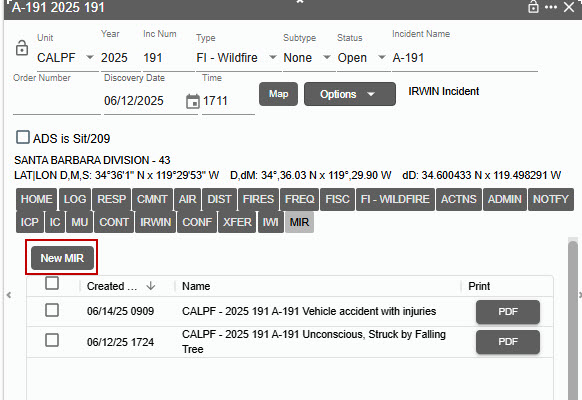 A-191 2025 191
Unit Year Inc Num Type Subtype Status Incident Name
CALPF 2025 191 FI - Wildfire None Open A-191
Order Number Discovery Date Time
06/12/2025 1711 Map Options IRWIN Incident
ADS is Sit/209
SANTA BARBARA DIVISION - 43
LAT|LON D,M,S: 34°36'1" N x 119°29'53" W D,dM: 34°,36.03 N x 119°,29.90 W dD: 34.600433 N x 119.498291 W
HOME LOG RESP CMNT AIR DIST FIRES FREQ FISC FI - WILDFIRE ACTNS ADMIN NOTFY
ICP IC MU CONT IRWIN CONF XFER IWI MIR
New MIR
Created ... Name Print
06/14/25 0909 CALPF - 2025 191 A-191 Vehicle accident with injuries PDF
06/12/25 1724 CALPF - 2025 191 A-191 Unconscious, Struck by Falling PDF
Tree